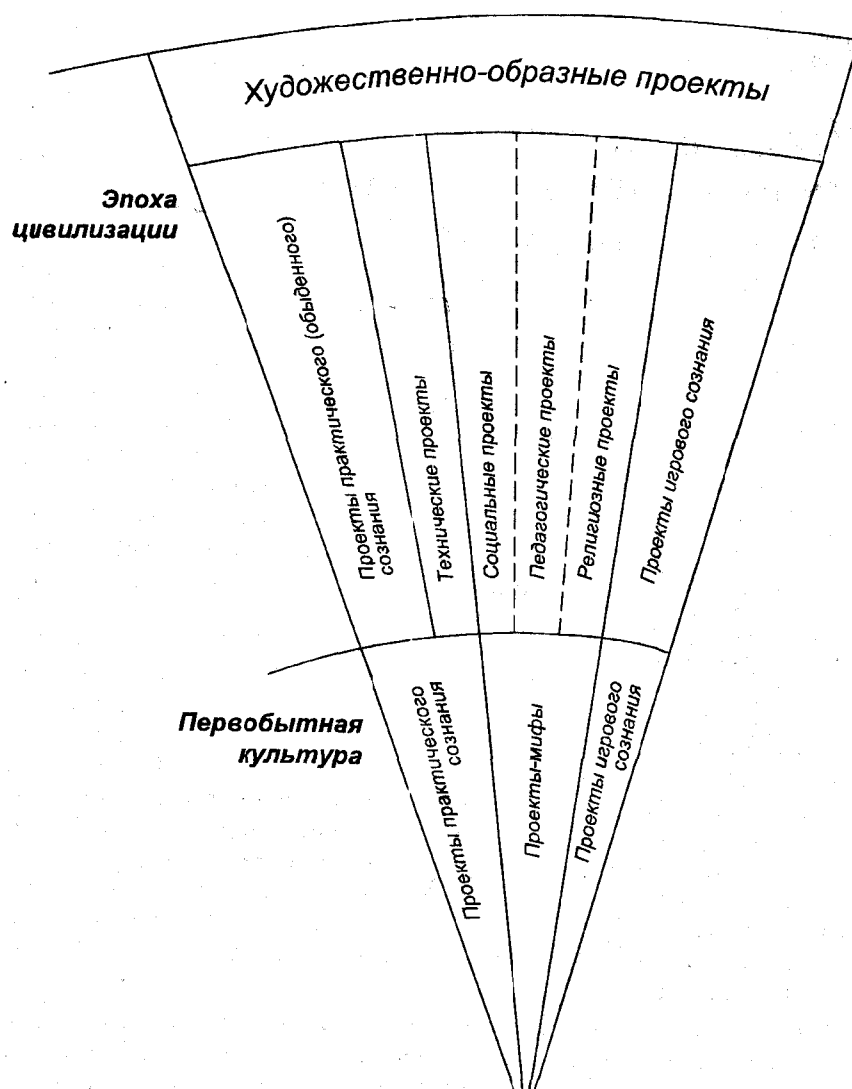 Художественно-образные проекты
Эпоха
цивилизации
Проекты практического (обыденного)
сознания
Технические проекты
Социальные проекты
Педагогические проекты
Религиозные проекты
Проекты игрового сознания
Первобытная
культура
Проекты практического
сознания
Проекты-мифы
Проекты игрового
сознания